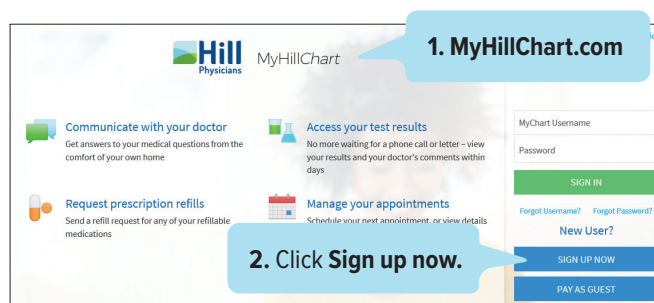 1. MyHillChart.com
Hill
Physicians
MyHillChart
Communicate with your doctor
Get answers to your medical questions from the
comfort of your own home
Access your test results
No more waiting for a phone call or letter – view
your results and your doctor's comments within
days
Request prescription refills
Send a refill request for any of your refillable
medications
Manage your appointments
Schedule your next appointment, or view details
MyChart Username
Password
SIGN IN
Forgot Username? Forgot Password?
New User?
2. Click Sign up now.
SIGN UP NOW
PAY AS GUEST